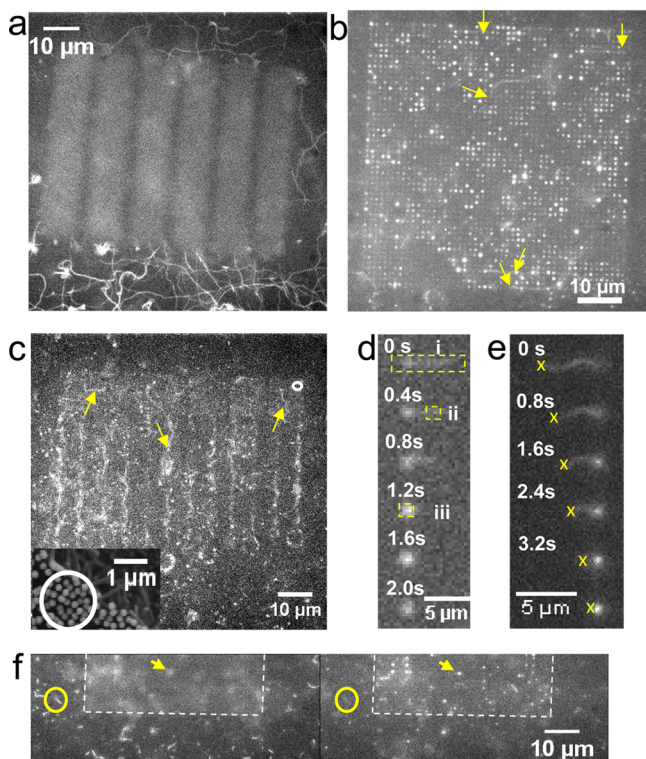 a
10 µm
b
10 µm
c
1 µm
10 µm
d
0 s
i
0.4s
ii
0.8s
1.2s
iii
1.6s
2.0s
5 µm
e
0 s
x
0.8s
x
1.6s
x
2.4s
x
3.2s
x
5 µm
x
f
10 µm